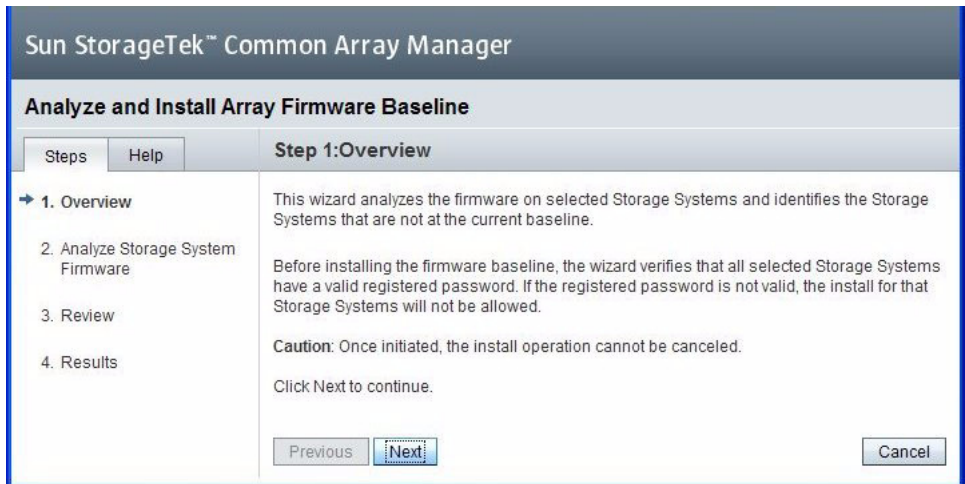 Sun StorageTek™ Common Array Manager
Analyze and Install Array Firmware Baseline
Steps
Help
Step 1:Overview
1. Overview
2. Analyze Storage System
Firmware
3. Review
4. Results
This wizard analyzes the firmware on selected Storage Systems and identifies the Storage
Systems that are not at the current baseline.
Before installing the firmware baseline, the wizard verifies that all selected Storage Systems
have a valid registered password. If the registered password is not valid, the install for that
Storage Systems will not be allowed.
Caution: Once initiated, the install operation cannot be canceled.
Click Next to continue.
Previous
Next
Cancel